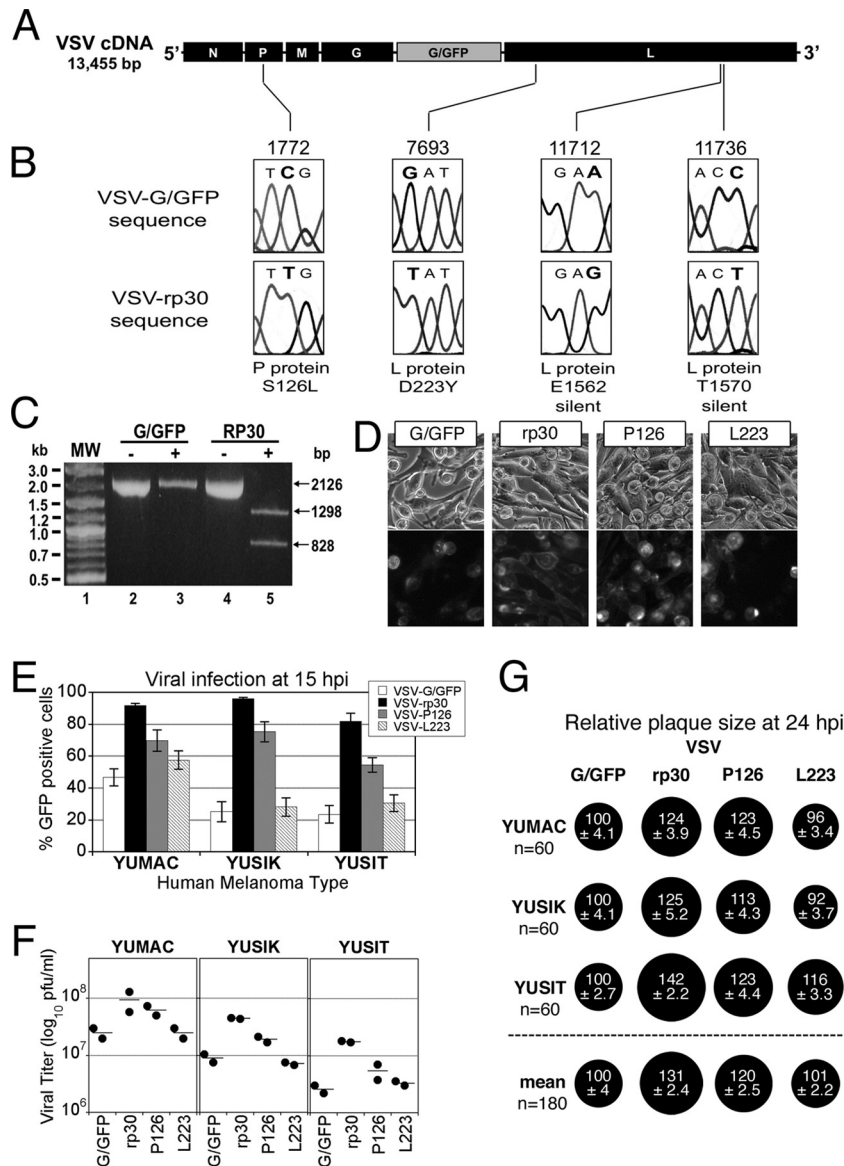 A
VSV cDNA
13,455 bp
5’
N P M G G/GFP L
3’
1772 7693 11712 11736
B
VSV-G/GFP
sequence
T C G
G A T
G A A
A C C
VSV-rp30
sequence
T T G
T A T
G A G
A C T
P protein
S126L
L protein
D223Y
L protein
E1562
silent
L protein
T1570
silent
C
G/GFP RP30
kb MW - + - + bp
3.0
2.0
1.5
1.2
1.0
0.7
0.5
2126
1298
828
1 2 3 4 5
D
G/GFP rp30 P126 L223
E
Viral infection at 15 hpi
% GFP positive cells
100
80
60
40
20
0
VSV-G/GFP
VSV-rp30
VSV-P126
VSV-L223
YUMAC YUSIK YUSIT
Human Melanoma Type
F
YUMAC YUSIK YUSIT
Viral Titer (log10 pfu/ml)
10^8
10^7
10^6
G/GFP rp30 P126 L223
G/GFP rp30 P126 L223
G/GFP rp30 P126 L223
G
Relative plaque size at 24 hpi
VSV
G/GFP rp30 P126 L223
YUMAC
n=60
100 ± 4.1
124 ± 3.9
123 ± 4.5
96 ± 3.4
YUSIK
n=60
100 ± 4.1
125 ± 5.2
113 ± 4.3
92 ± 3.7
YUSIT
n=60
100 ± 2.7
142 ± 2.2
123 ± 4.4
116 ± 3.3
mean
n=180
100 ± 4
131 ± 2.4
120 ± 2.5
101 ± 2.2